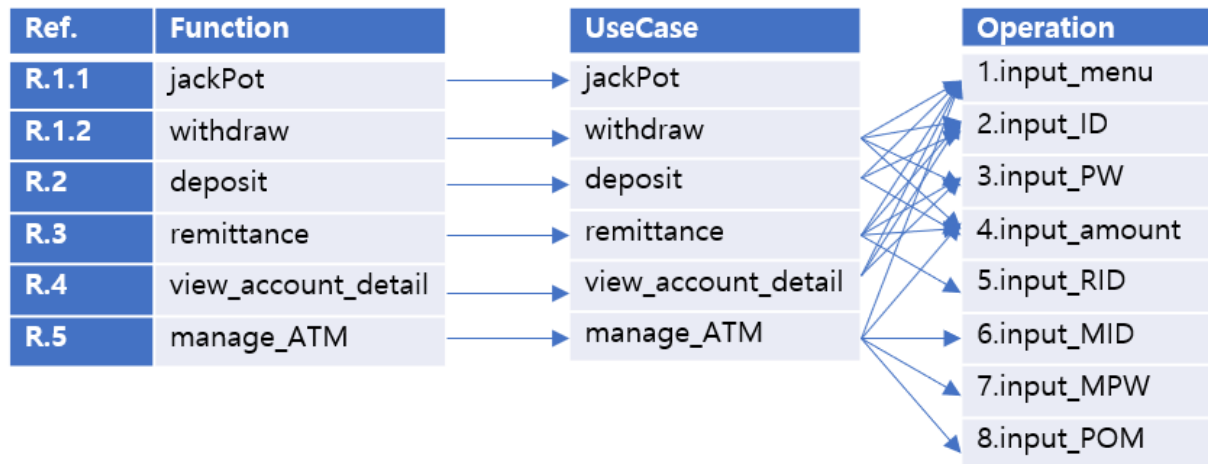 Ref. Function UseCase Operation
R.1.1 jackPot jackPot 1.input_menu
R.1.2 withdraw withdraw 2.input_ID
R.2 deposit deposit 3.input_PW
R.3 remittance remittance 4.input_amount
R.4 view_account_detail view_account_detail 5.input_RID
R.5 manage_ATM manage_ATM 6.input_MID
7.input_MPW
8.input_POM